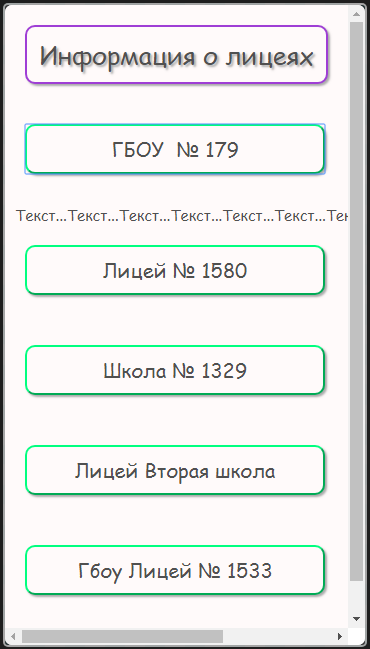 Информация о лицеях
ГБОУ № 179
Текст...Текст...Текст...Текст...Текст...Текст...
Лицей № 1580
Школа № 1329
Лицей Вторая школа
Гбоу Лицей № 1533